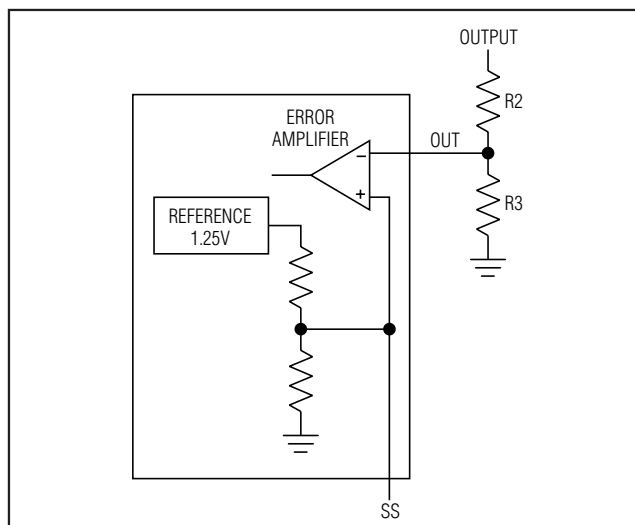 OUTPUT
R2
ERROR
AMPLIFIER
OUT
−
+
R3
REFERENCE
1.25V
SS